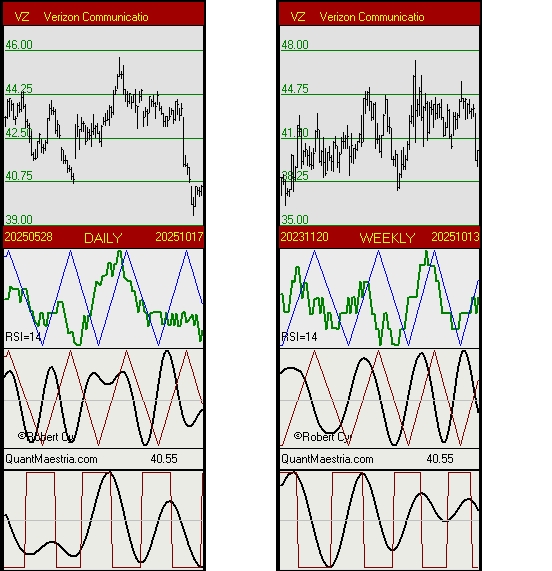 VZ Verizon Communicatio
46.00
44.25
42.50
40.75
39.00
20250528 DAILY 20251017
RSI=14
©Robert Cy
QuantMaestria.com 40.55
VZ Verizon Communicatio
48.00
44.75
41.00
38.25
35.00
20231120 WEEKLY 20251013
RSI=14
©Robert Cy
QuantMaestria.com 40.55